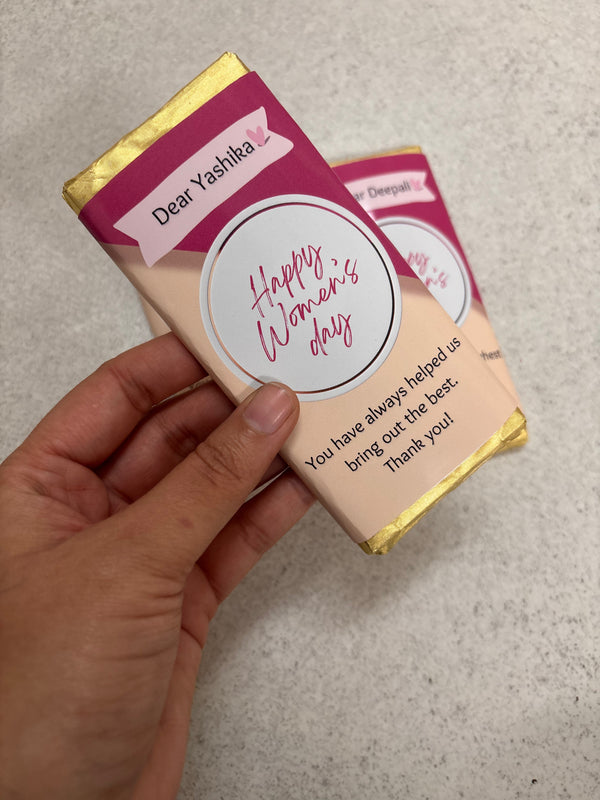 Dear Yashika
Happy
Women's
day
You have always helped us
bring out the best.
Thank you!
Deepali